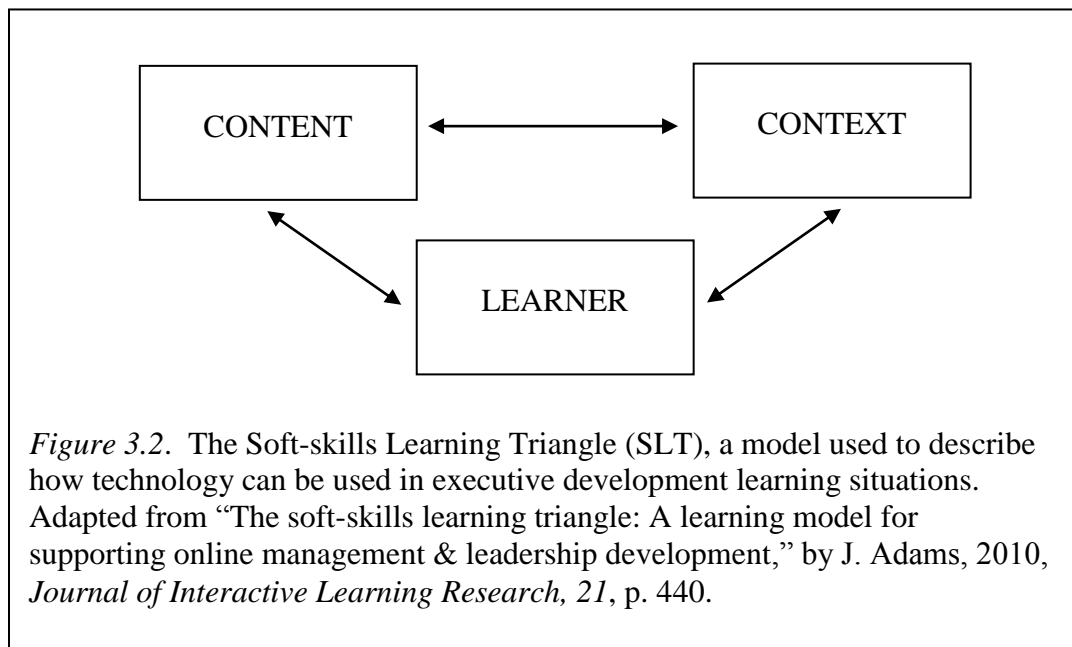 CONTENT
CONTEXT
LEARNER
Figure 3.2.  The Soft-skills Learning Triangle (SLT), a model used to describe
how technology can be used in executive development learning situations.
Adapted from “The soft-skills learning triangle: A learning model for
supporting online management & leadership development,” by J. Adams, 2010,
Journal of Interactive Learning Research, 21, p. 440.